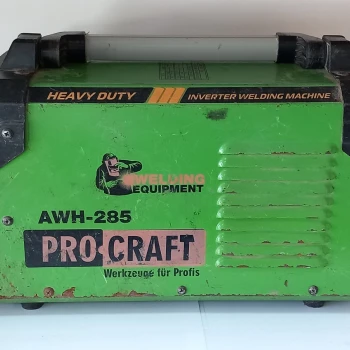 HEAVY DUTY INVERTER WELDING MACHINE
WELDING
EQUIPMENT
AWH-285
PRO CRAFT
Werkzeuge für Profis